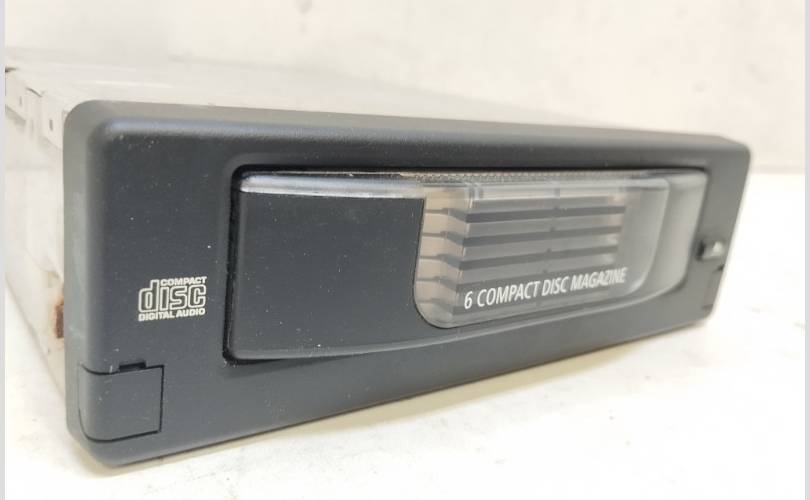 COMPACT
disc
DIGITAL AUDIO
6 COMPACT DISC MAGAZINE